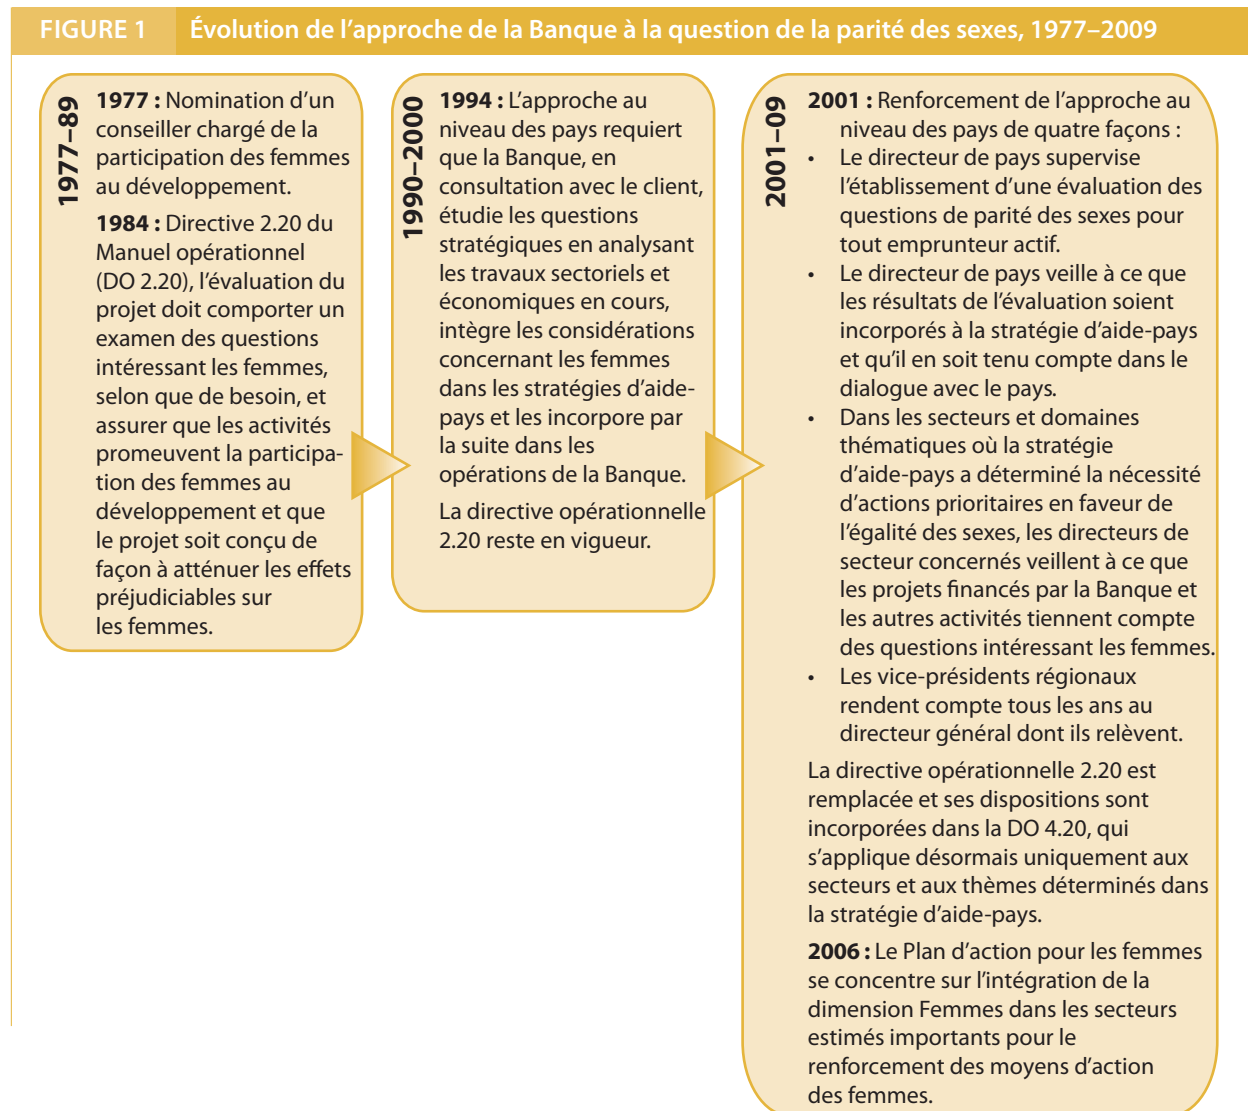 FIGURE 1 Évolution de l’approche de la Banque à la question de la parité des sexes, 1977–2009
1977–89
1977 : Nomination d’un
conseiller chargé de la
participation des femmes
au développement.
1984 : Directive 2.20 du
Manuel opérationnel
(DO 2.20), l’évaluation du
projet doit comporter un
examen des questions
intéressant les femmes,
selon que de besoin, et
assurer que les activités
promeuvent la participa-
tion des femmes au
développement et que
le projet soit conçu de
façon à atténuer les effets
préjudiciables sur
les femmes.
1990–2000
1994 : L’approche au
niveau des pays requiert
que la Banque, en
consultation avec le client,
étudie les questions
stratégiques en analysant
les travaux sectoriels et
économiques en cours,
intègre les considérations
concernant les femmes
dans les stratégies d’aide-
pays et les incorpore par
la suite dans les
opérations de la Banque.
La directive opérationnelle
2.20 reste en vigueur.
2001–09
2001 : Renforcement de l’approche au
niveau des pays de quatre façons :
• Le directeur de pays supervise
l’établissement d’une évaluation des
questions de parité des sexes pour
tout emprunteur actif.
• Le directeur de pays veille à ce que
les résultats de l’évaluation soient
incorporés à la stratégie d’aide-pays
et qu’il en soit tenu compte dans le
dialogue avec le pays.
• Dans les secteurs et domaines
thématiques où la stratégie
d’aide-pays a déterminé la nécessité
d’actions prioritaires en faveur de
l’égalité des sexes, les directeurs de
secteur concernés veillent à ce que
les projets financés par la Banque et
les autres activités tiennent compte
des questions intéressant les femmes.
• Les vice-présidents régionaux
rendent compte tous les ans au
directeur général dont ils relèvent.
La directive opérationnelle 2.20 est
remplacée et ses dispositions sont
incorporées dans la DO 4.20, qui
s’applique désormais uniquement aux
secteurs et aux thèmes déterminés dans
la stratégie d’aide-pays.
2006 : Le Plan d’action pour les femmes
se concentre sur l’intégration de la
dimension Femmes dans les secteurs
estimés importants pour le
renforcement des moyens d’action
des femmes.